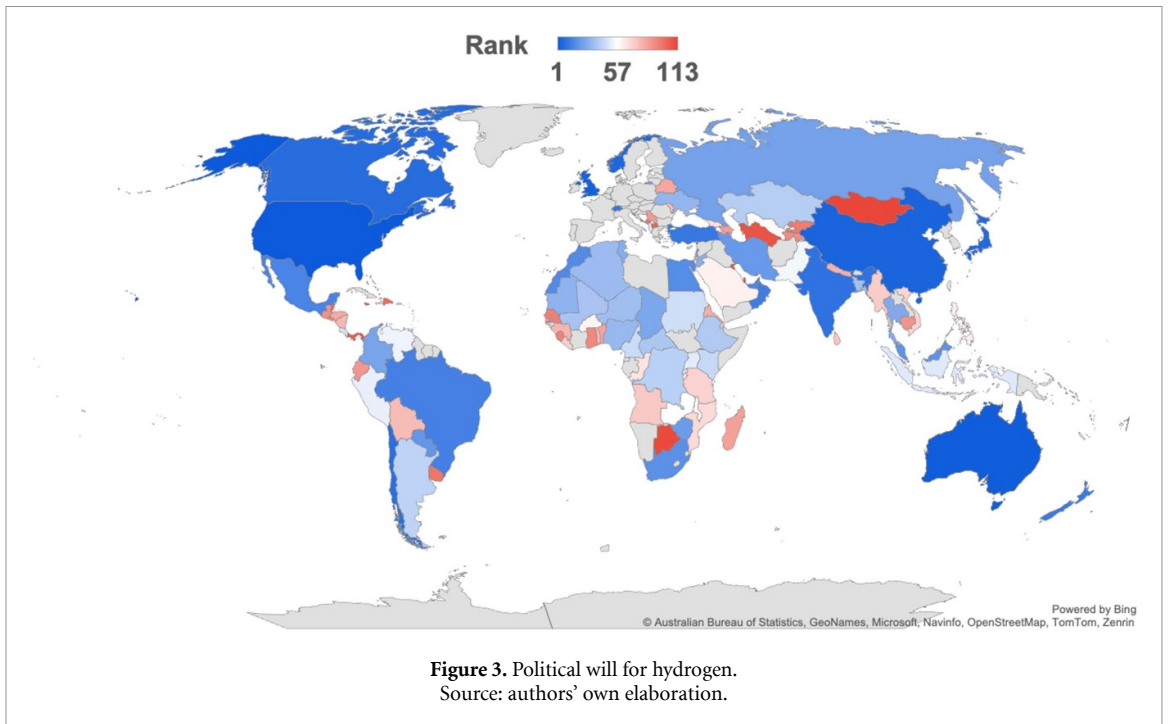 Rank
1 57 113
Powered by Bing
© Australian Bureau of Statistics, GeoNames, Microsoft, Navinfo, OpenStreetMap, TomTom, Zenrin
Figure 3. Political will for hydrogen.
Source: authors’ own elaboration.